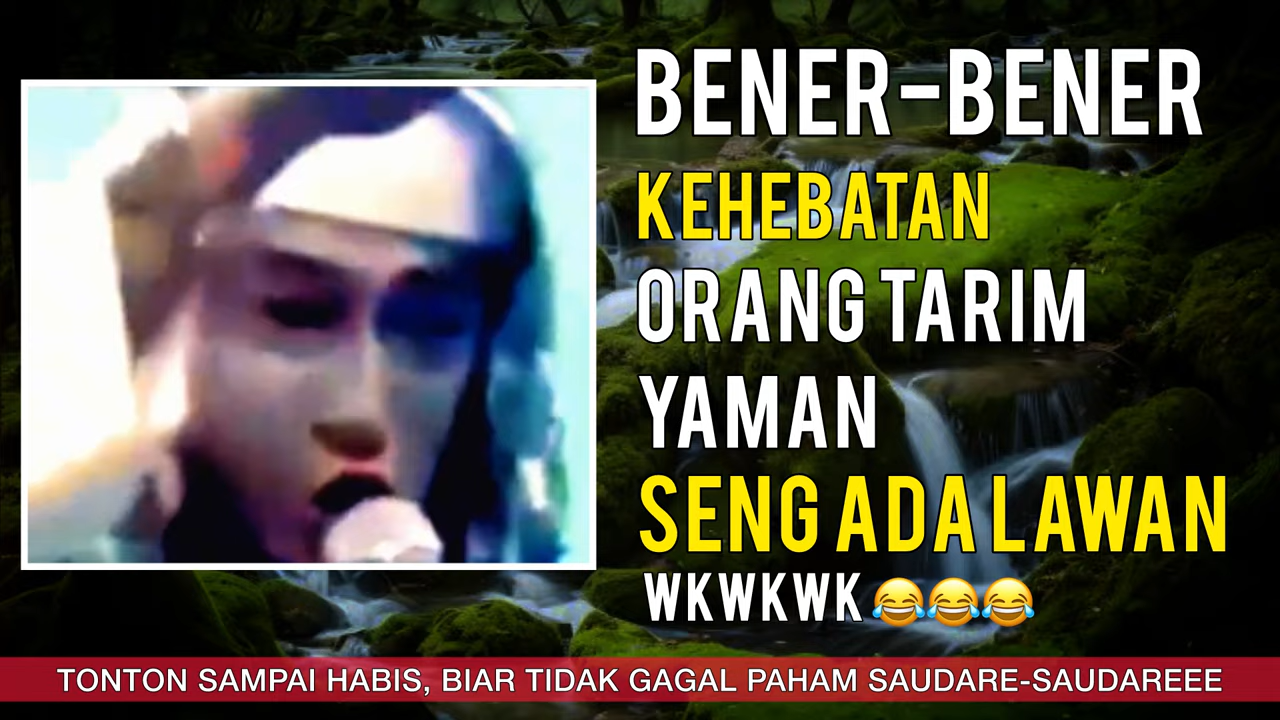 BENER-BENER
KEHEBATAN
ORANG TARIM
YAMAN
SENG ADA LAWAN
WKWKWK😂😂😂
TONTON SAMPAI HABIS, BIAR TIDAK GAGAL PAHAM SAUDARE-SAUDAREEE